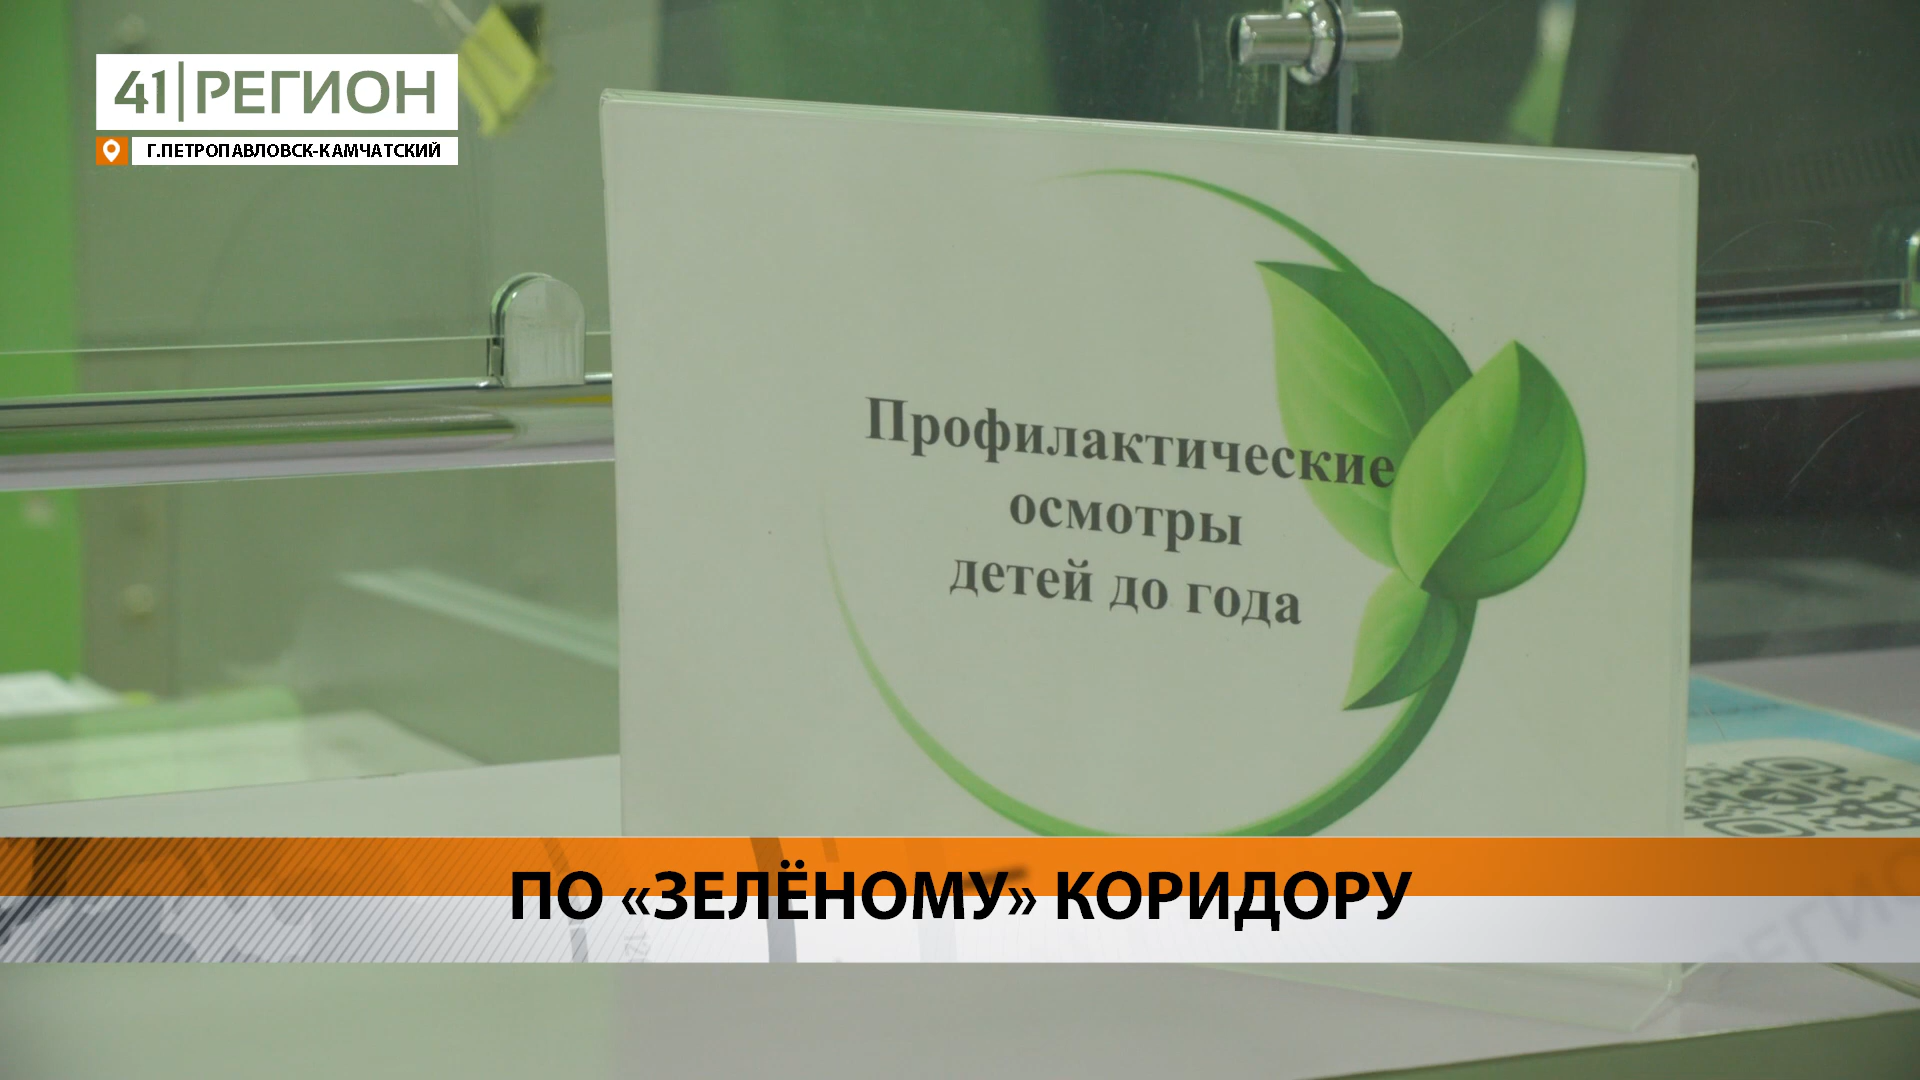 41|РЕГИОН
Г.ПЕТРОПАВЛОВСК-КАМЧАТСКИЙ
Профилактические
осмотры
детей до года
ПО «ЗЕЛЁНОМУ» КОРИДОРУ